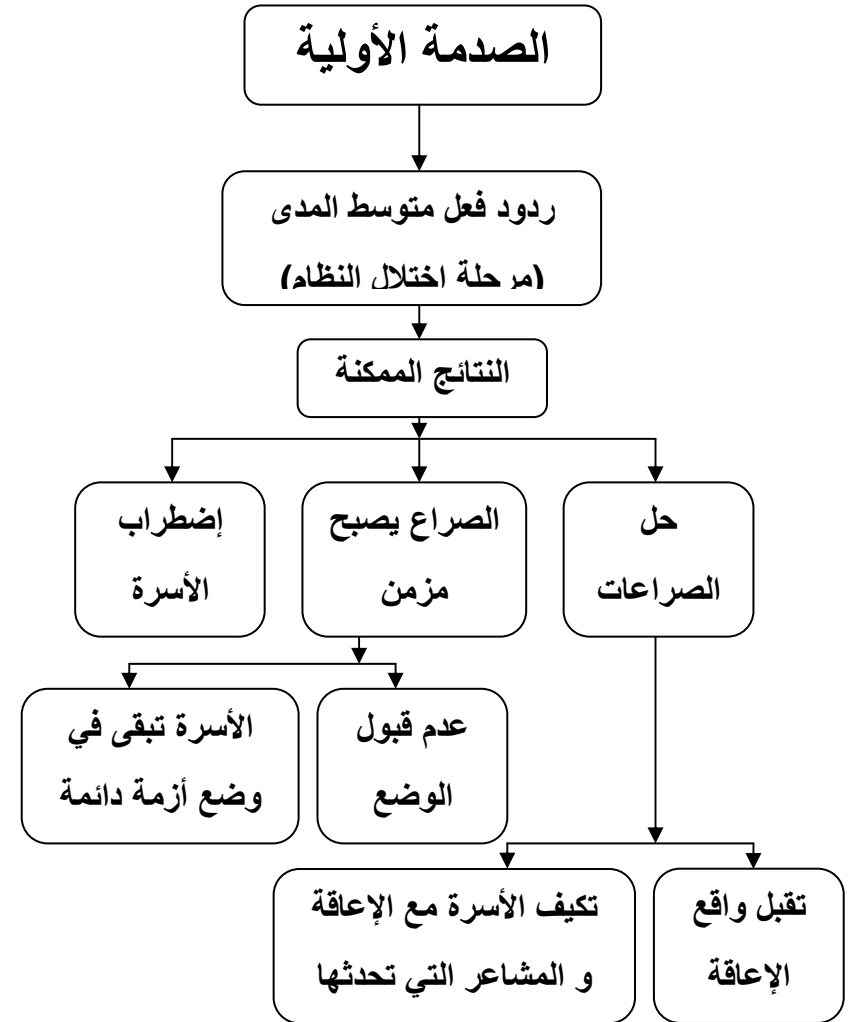 الصدمة الأولية
ردود فعل متوسط المدى
(مرحلة اختلال النظام)
النتائج الممكنة
حل
الصراعات
الصراع يصبح
مزمن
إضطراب
الأسرة
عدم قبول
الوضع
الأسرة تبقى في
وضع أزمة دائمة
تقبل واقع
الإعاقة
تكيف الأسرة مع الإعاقة
و المشاعر التي تحدثها